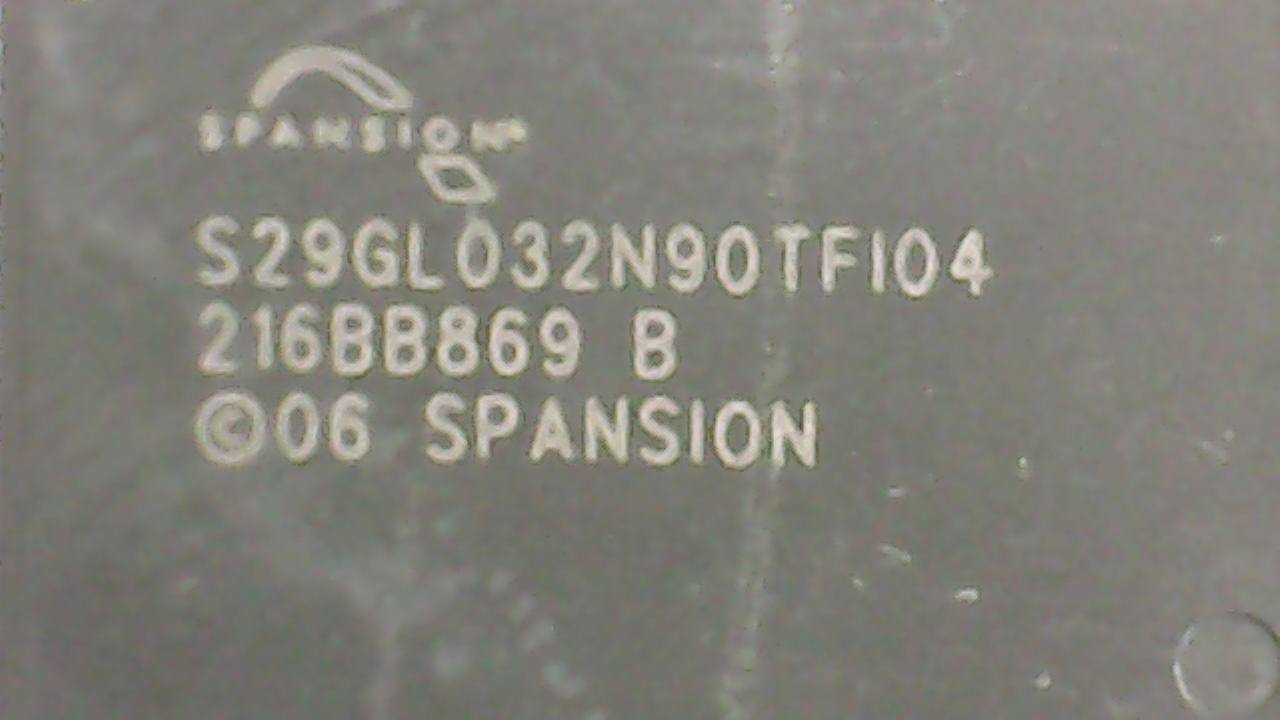 SPANSION
S29GL032N90TFI04
216BB869 B
©06 SPANSION